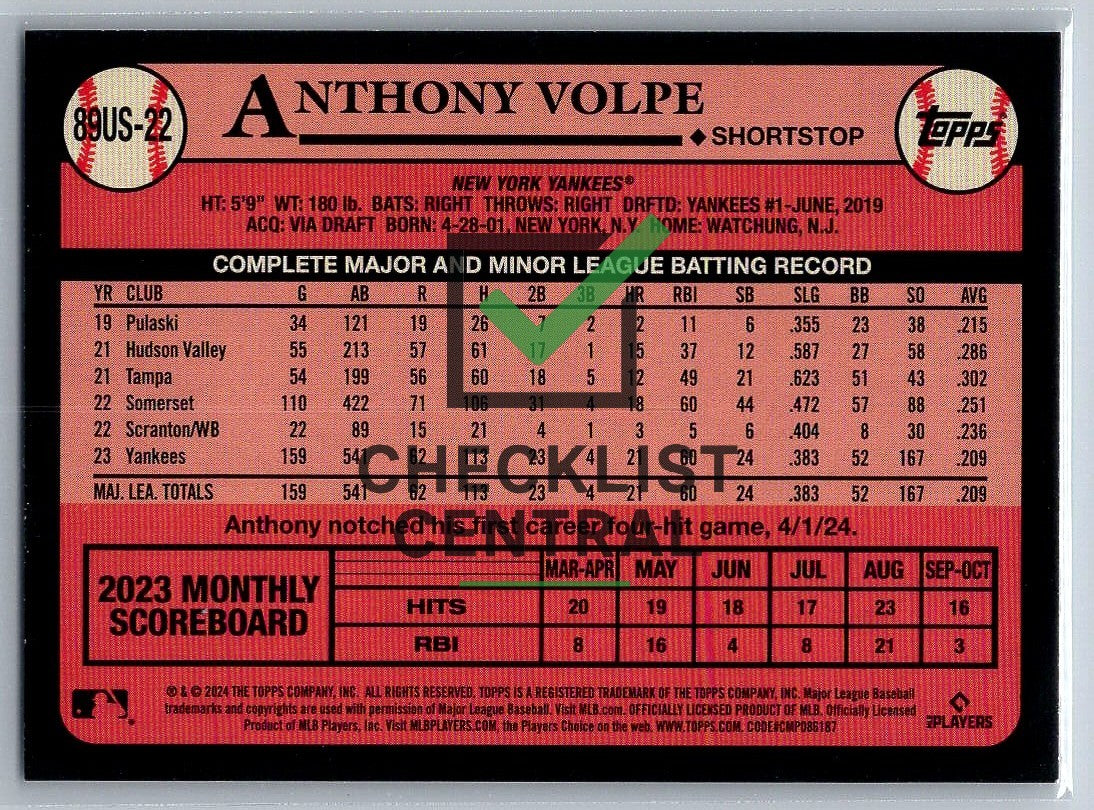 89US-22
ANTHONY VOLPE
◆SHORTSTOP
TOPPS
NEW YORK YANKEES®
HT: 5'9" WT: 180 lb. BATS: RIGHT THROWS: RIGHT DRFTD: YANKEES #1-JUNE, 2019
ACQ: VIA DRAFT BORN: 4-28-01, NEW YORK, N.Y. HOME: WATCHUNG, N.J.
COMPLETE MAJOR AND MINOR LEAGUE BATTING RECORD
YR CLUB G AB R H 2B 3B HR RBI SB SLG BB SO AVG
19 Pulaski 34 121 19 26 7 2 2 11 6 .355 23 38 .215
21 Hudson Valley 55 213 57 61 17 1 15 37 12 .587 27 58 .286
21 Tampa 54 199 56 60 18 5 12 49 21 .623 51 43 .302
22 Somerset 110 422 71 106 31 4 18 60 44 .472 57 88 .251
22 Scranton/WB 22 89 15 21 4 1 3 5 6 .404 8 30 .236
23 Yankees 159 541 62 113 23 4 21 60 24 .383 52 167 .209
MAJ. LEA. TOTALS 159 541 62 113 23 4 21 60 24 .383 52 167 .209
CHECKLIST
CENTRAL
Anthony notched his first career four-hit game, 4/1/24.
2023 MONTHLY
SCOREBOARD
MAR-APR MAY JUN JUL AUG SEP-OCT
HITS 20 19 18 17 23 16
RBI 8 16 4 8 21 3
® & © 2024 THE TOPPS COMPANY, INC. ALL RIGHTS RESERVED. TOPPS IS A REGISTERED TRADEMARK OF THE TOPPS COMPANY, INC. Major League Baseball
trademarks and copyrights are used with permission of Major League Baseball. Visit MLB.com. OFFICIALLY LICENSED PRODUCT OF MLB. Officially Licensed
Product of MLB Players, Inc. Visit MLBPLAYERS.COM, the Players Choice on the web. WWW.TOPPS.COM. CODE#CMP086187
PLAYERS